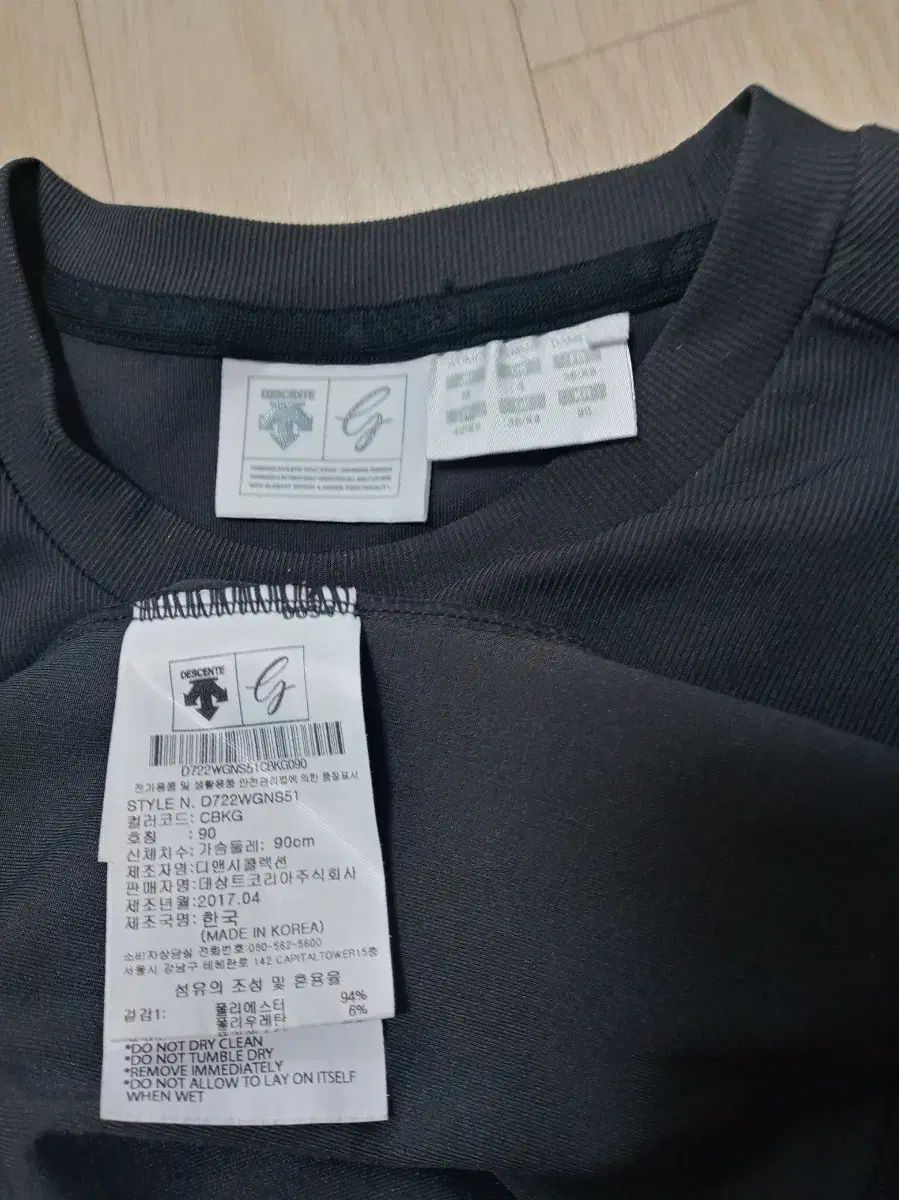 DESCENTE
DESCENTE
D722WGNS51CBKG090
전기용품 및 생활용품 안전관리법에 의한 품질표시
STYLE N. D722WGNS51
컬러코드: CBKG
호칭 : 90
신체치수: 가슴둘레: 90cm
제조자명:디앤시콜렉션
판매자명:데상트코리아주식회사
제조년월:2017.04
제조국명: 한국
(MADE IN KOREA)
소비자상담실 전화번호:080-562-5600
서울시 강남구 테헤란로 142 CAPITALTOWER15층
섬유의 조성 및 혼용율
겉감1: 폴리에스터 94%
폴리우레탄 6%
*DO NOT DRY CLEAN
*DO NOT TUMBLE DRY
*REMOVE IMMEDIATELY
*DO NOT ALLOW TO LAY ON ITSELF
WHEN WET